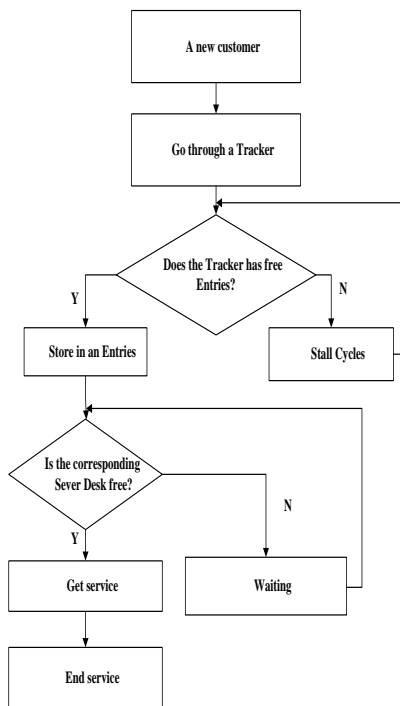 A new customer
Go through a Tracker
Does the Tracker has free
Entries?
Y
N
Store in an Entries
Stall Cycles
Is the corresponding
Sever Desk free?
N
Y
Get service
Waiting
End service